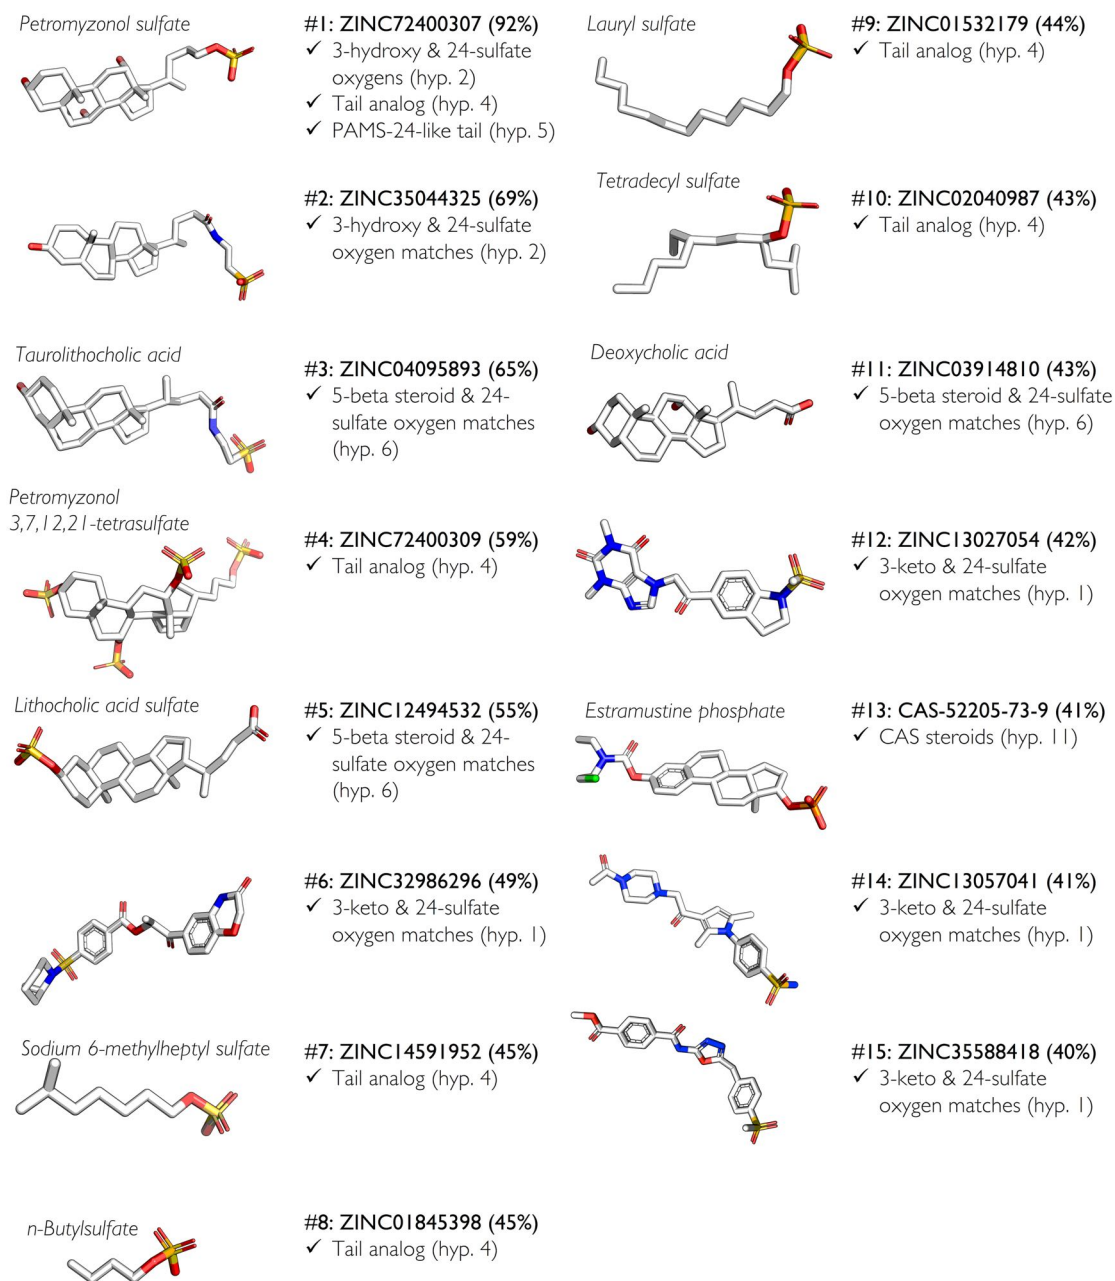 Petromyzonol sulfate
#1: ZINC72400307 (92%)
✓ 3-hydroxy & 24-sulfate
oxygens (hyp. 2)
✓ Tail analog (hyp. 4)
✓ PAMS-24-like tail (hyp. 5)
#2: ZINC35044325 (69%)
✓ 3-hydroxy & 24-sulfate
oxygen matches (hyp. 2)
Taurolithocholic acid
#3: ZINC04095893 (65%)
✓ 5-beta steroid & 24-
sulfate oxygen matches
(hyp. 6)
Petromyzonol
3,7,12,21-tetrasulfate
#4: ZINC72400309 (59%)
✓ Tail analog (hyp. 4)
Lithocholic acid sulfate
#5: ZINC12494532 (55%)
✓ 5-beta steroid & 24-
sulfate oxygen matches
(hyp. 6)
#6: ZINC32986296 (49%)
✓ 3-keto & 24-sulfate
oxygen matches (hyp. 1)
Sodium 6-methylheptyl sulfate
#7: ZINC14591952 (45%)
✓ Tail analog (hyp. 4)
n-Butylsulfate
#8: ZINC01845398 (45%)
✓ Tail analog (hyp. 4)
Lauryl sulfate
#9: ZINC01532179 (44%)
✓ Tail analog (hyp. 4)
Tetradecyl sulfate
#10: ZINC02040987 (43%)
✓ Tail analog (hyp. 4)
Deoxycholic acid
#11: ZINC03914810 (43%)
✓ 5-beta steroid & 24-sulfate
oxygen matches (hyp. 6)
#12: ZINC13027054 (42%)
✓ 3-keto & 24-sulfate
oxygen matches (hyp. 1)
Estramustine phosphate
#13: CAS-52205-73-9 (41%)
✓ CAS steroids (hyp. 11)
#14: ZINC13057041 (41%)
✓ 3-keto & 24-sulfate
oxygen matches (hyp. 1)
#15: ZINC35588418 (40%)
✓ 3-keto & 24-sulfate
oxygen matches (hyp. 1)